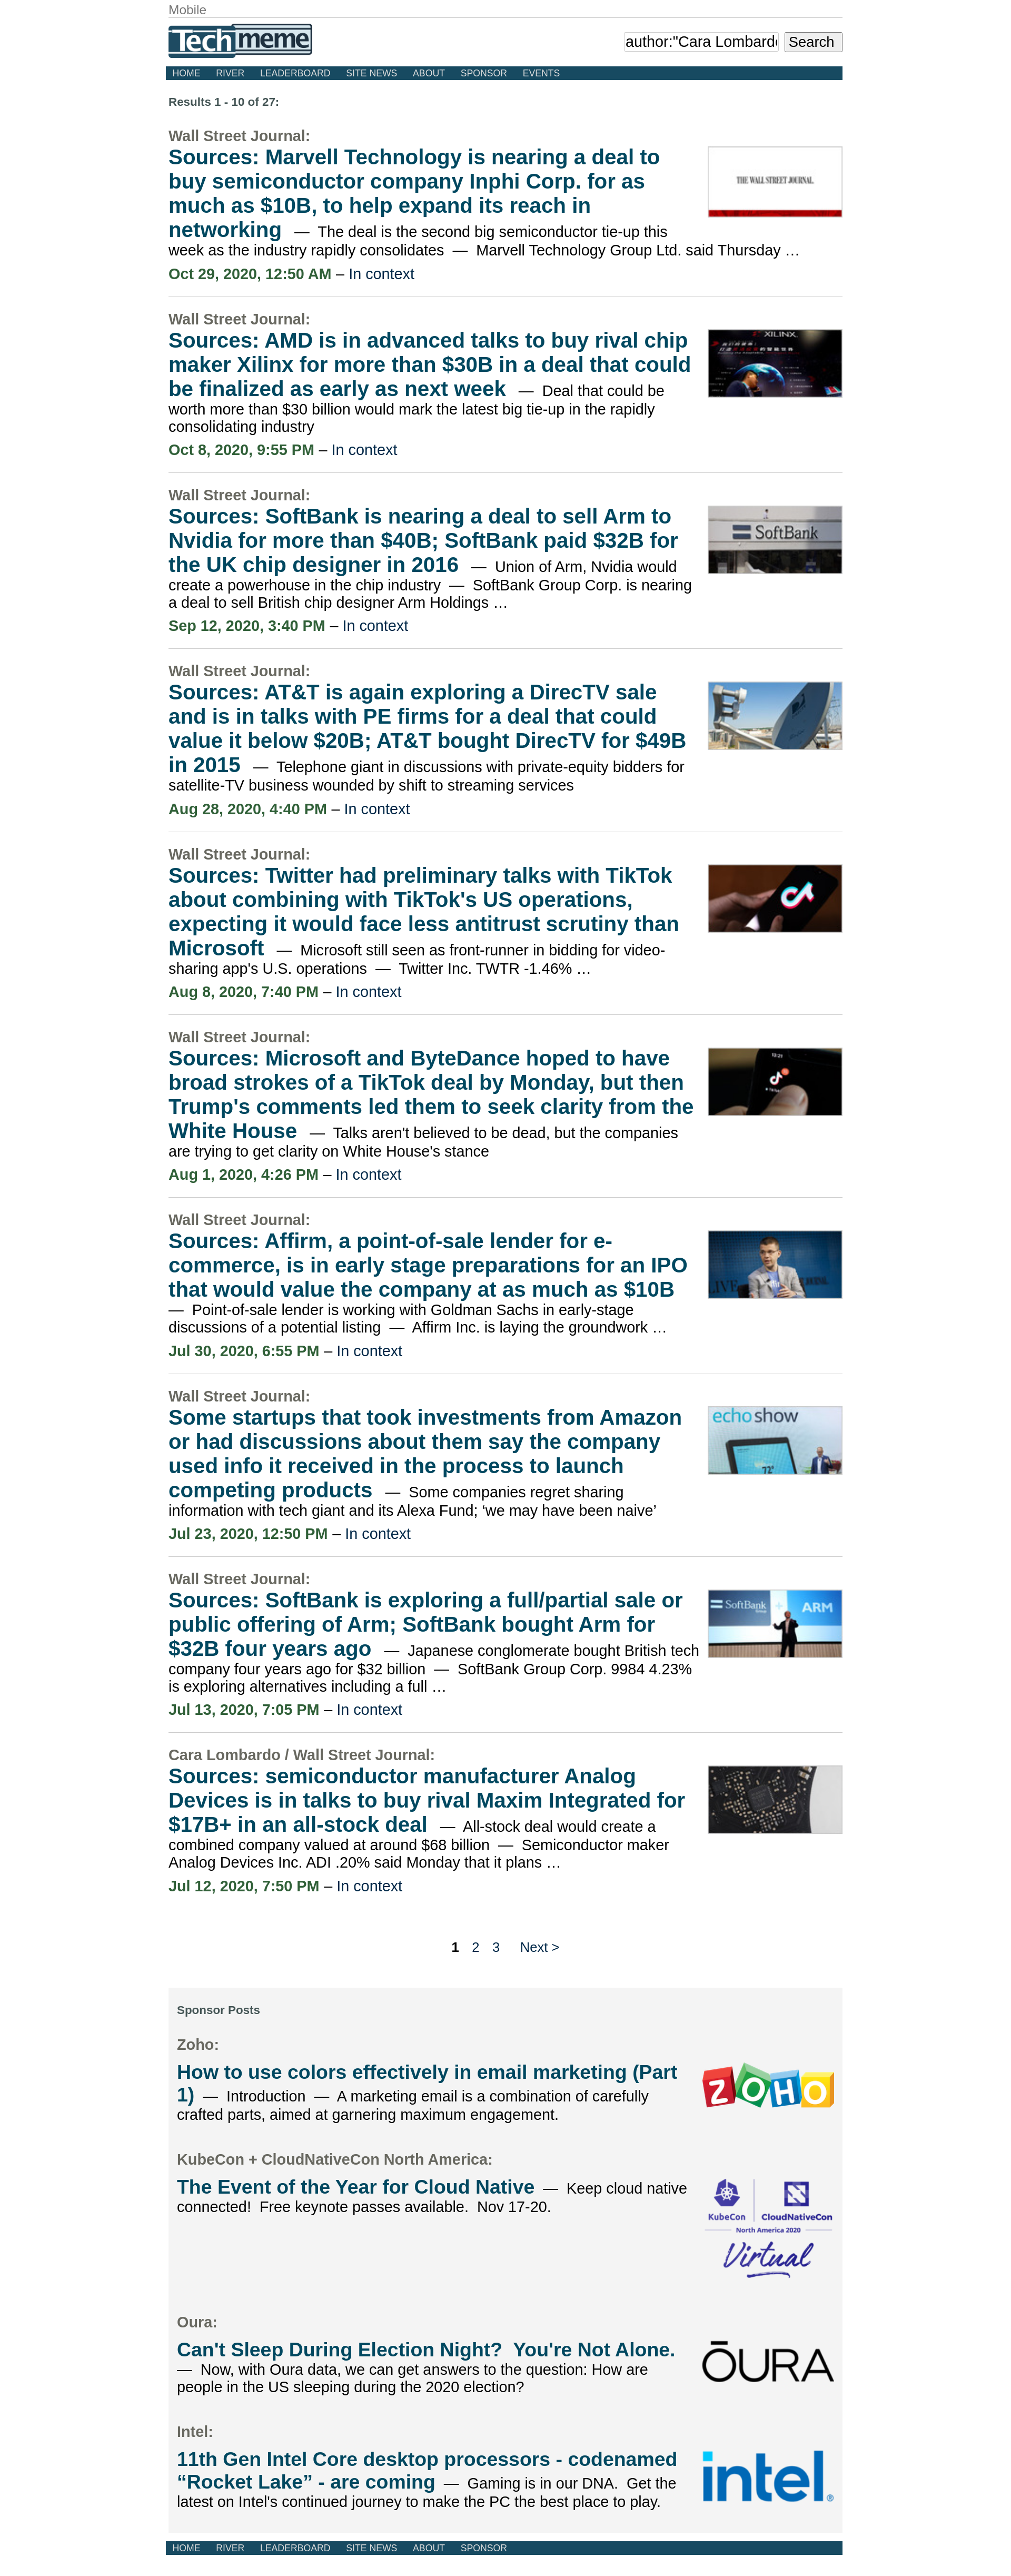 Mobile
Techmeme
author:"Cara Lombardo
Search
HOME RIVER LEADERBOARD SITE NEWS ABOUT SPONSOR EVENTS
Results 1 - 10 of 27:
Wall Street Journal:
Sources: Marvell Technology is nearing a deal to
buy semiconductor company Inphi Corp. for as
much as $10B, to help expand its reach in
networking — The deal is the second big semiconductor tie-up this
week as the industry rapidly consolidates — Marvell Technology Group Ltd. said Thursday …
THE WALL STREET JOURNAL.
Oct 29, 2020, 12:50 AM – In context
Wall Street Journal:
Sources: AMD is in advanced talks to buy rival chip
maker Xilinx for more than $30B in a deal that could
be finalized as early as next week — Deal that could be
worth more than $30 billion would mark the latest big tie-up in the rapidly
consolidating industry
XILINX
Oct 8, 2020, 9:55 PM – In context
Wall Street Journal:
Sources: SoftBank is nearing a deal to sell Arm to
Nvidia for more than $40B; SoftBank paid $32B for
the UK chip designer in 2016 — Union of Arm, Nvidia would
create a powerhouse in the chip industry — SoftBank Group Corp. is nearing
a deal to sell British chip designer Arm Holdings …
SoftBank
Sep 12, 2020, 3:40 PM – In context
Wall Street Journal:
Sources: AT&T is again exploring a DirecTV sale
and is in talks with PE firms for a deal that could
value it below $20B; AT&T bought DirecTV for $49B
in 2015 — Telephone giant in discussions with private-equity bidders for
satellite-TV business wounded by shift to streaming services
Aug 28, 2020, 4:40 PM – In context
Wall Street Journal:
Sources: Twitter had preliminary talks with TikTok
about combining with TikTok's US operations,
expecting it would face less antitrust scrutiny than
Microsoft — Microsoft still seen as front-runner in bidding for video-
sharing app's U.S. operations — Twitter Inc. TWTR -1.46% …
Aug 8, 2020, 7:40 PM – In context
Wall Street Journal:
Sources: Microsoft and ByteDance hoped to have
broad strokes of a TikTok deal by Monday, but then
Trump's comments led them to seek clarity from the
White House — Talks aren't believed to be dead, but the companies
are trying to get clarity on White House's stance
Aug 1, 2020, 4:26 PM – In context
Wall Street Journal:
Sources: Affirm, a point-of-sale lender for e-
commerce, is in early stage preparations for an IPO
that would value the company at as much as $10B
— Point-of-sale lender is working with Goldman Sachs in early-stage
discussions of a potential listing — Affirm Inc. is laying the groundwork …
Jul 30, 2020, 6:55 PM – In context
Wall Street Journal:
Some startups that took investments from Amazon
or had discussions about them say the company
used info it received in the process to launch
competing products — Some companies regret sharing
information with tech giant and its Alexa Fund; ‘we may have been naive’
echo show
72°
Jul 23, 2020, 12:50 PM – In context
Wall Street Journal:
Sources: SoftBank is exploring a full/partial sale or
public offering of Arm; SoftBank bought Arm for
$32B four years ago — Japanese conglomerate bought British tech
company four years ago for $32 billion — SoftBank Group Corp. 9984 4.23%
is exploring alternatives including a full …
SoftBank ARM
Jul 13, 2020, 7:05 PM – In context
Cara Lombardo / Wall Street Journal:
Sources: semiconductor manufacturer Analog
Devices is in talks to buy rival Maxim Integrated for
$17B+ in an all-stock deal — All-stock deal would create a
combined company valued at around $68 billion — Semiconductor maker
Analog Devices Inc. ADI .20% said Monday that it plans …
Jul 12, 2020, 7:50 PM – In context
1 2 3 Next >
Sponsor Posts
Zoho:
How to use colors effectively in email marketing (Part
1) — Introduction — A marketing email is a combination of carefully
crafted parts, aimed at garnering maximum engagement.
ZOHO
KubeCon + CloudNativeCon North America:
The Event of the Year for Cloud Native — Keep cloud native
connected! Free keynote passes available. Nov 17-20.
KubeCon CloudNativeCon
North America 2020
Virtual
Oura:
Can't Sleep During Election Night? You're Not Alone.
— Now, with Oura data, we can get answers to the question: How are
people in the US sleeping during the 2020 election?
ŌURA
Intel:
11th Gen Intel Core desktop processors - codenamed
“Rocket Lake” - are coming — Gaming is in our DNA. Get the
latest on Intel's continued journey to make the PC the best place to play.
intel®
HOME RIVER LEADERBOARD SITE NEWS ABOUT SPONSOR